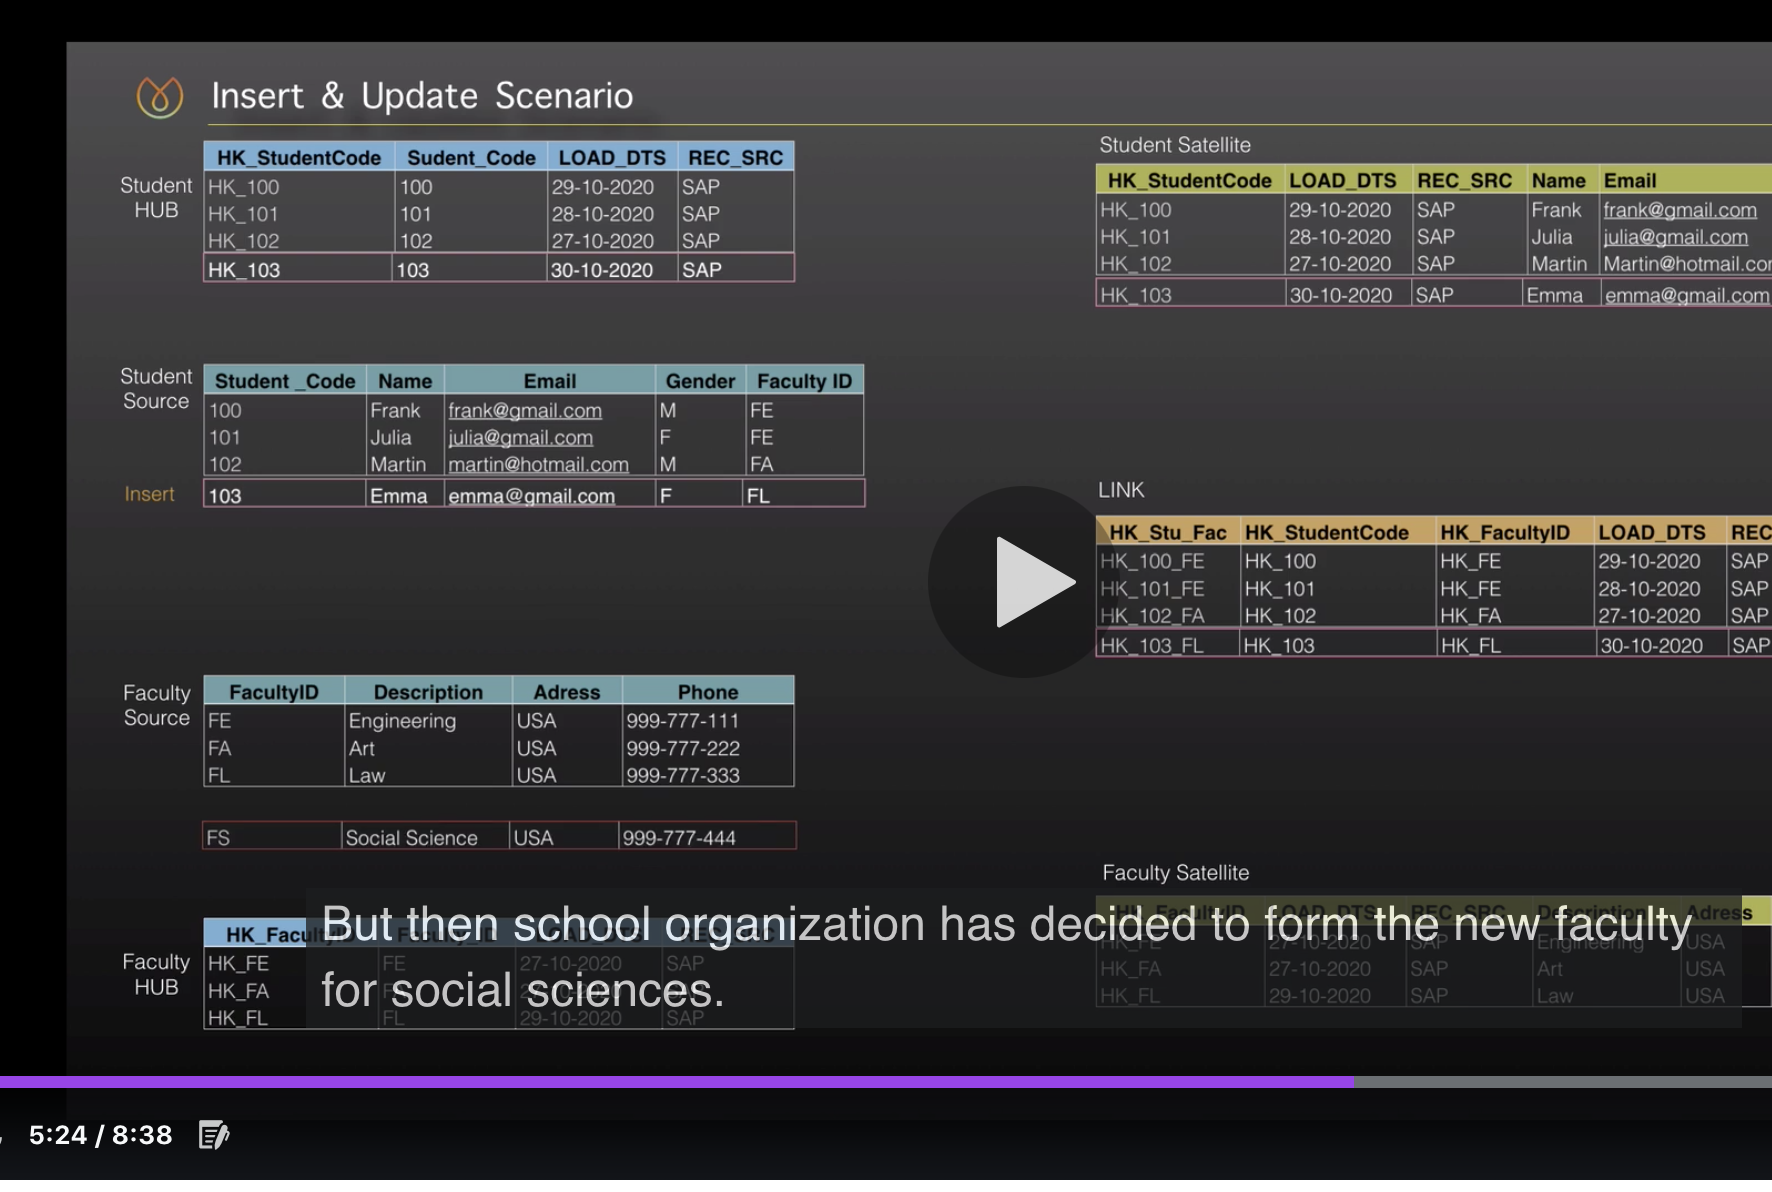 Insert & Update Scenario
Student HUB
HK_StudentCode Sudent_Code LOAD_DTS REC_SRC
HK_100 100 29-10-2020 SAP
HK_101 101 28-10-2020 SAP
HK_102 102 27-10-2020 SAP
HK_103 103 30-10-2020 SAP
Student Satellite
HK_StudentCode LOAD_DTS REC_SRC Name Email
HK_100 29-10-2020 SAP Frank frank@gmail.com
HK_101 28-10-2020 SAP Julia julia@gmail.com
HK_102 27-10-2020 SAP Martin Martin@hotmail.co
HK_103 30-10-2020 SAP Emma emma@gmail.com
Student Source
Student _Code Name Email Gender Faculty ID
100 Frank frank@gmail.com M FE
101 Julia julia@gmail.com F FE
102 Martin martin@hotmail.com M FA
Insert 103 Emma emma@gmail.com F FL
LINK
HK_Stu_Fac HK_StudentCode HK_FacultyID LOAD_DTS REC
HK_100_FE HK_100 HK_FE 29-10-2020 SAP
HK_101_FE HK_101 HK_FE 28-10-2020 SAP
HK_102_FA HK_102 HK_FA 27-10-2020 SAP
HK_103_FL HK_103 HK_FL 30-10-2020 SAP
Faculty Source
FacultyID Description Adress Phone
FE Engineering USA 999-777-111
FA Art USA 999-777-222
FL Law USA 999-777-333
FS Social Science USA 999-777-444
Faculty HUB
HK_FacultyID Faculty_ID LOAD_DTS REC_SRC
HK_FE FE 27-10-2020 SAP
HK_FA
HK_FL FL 29-10-2020 SAP
Faculty Satellite
HK_FacultyID LOAD_DTS REC_SRC Description Adress
HK_FE 27-10-2020 SAP Engineering USA
HK_FA 27-10-2020 SAP Art USA
HK_FL 29-10-2020 SAP Law USA
But then school organization has decided to form the new faculty
for social sciences.
5:24 / 8:38